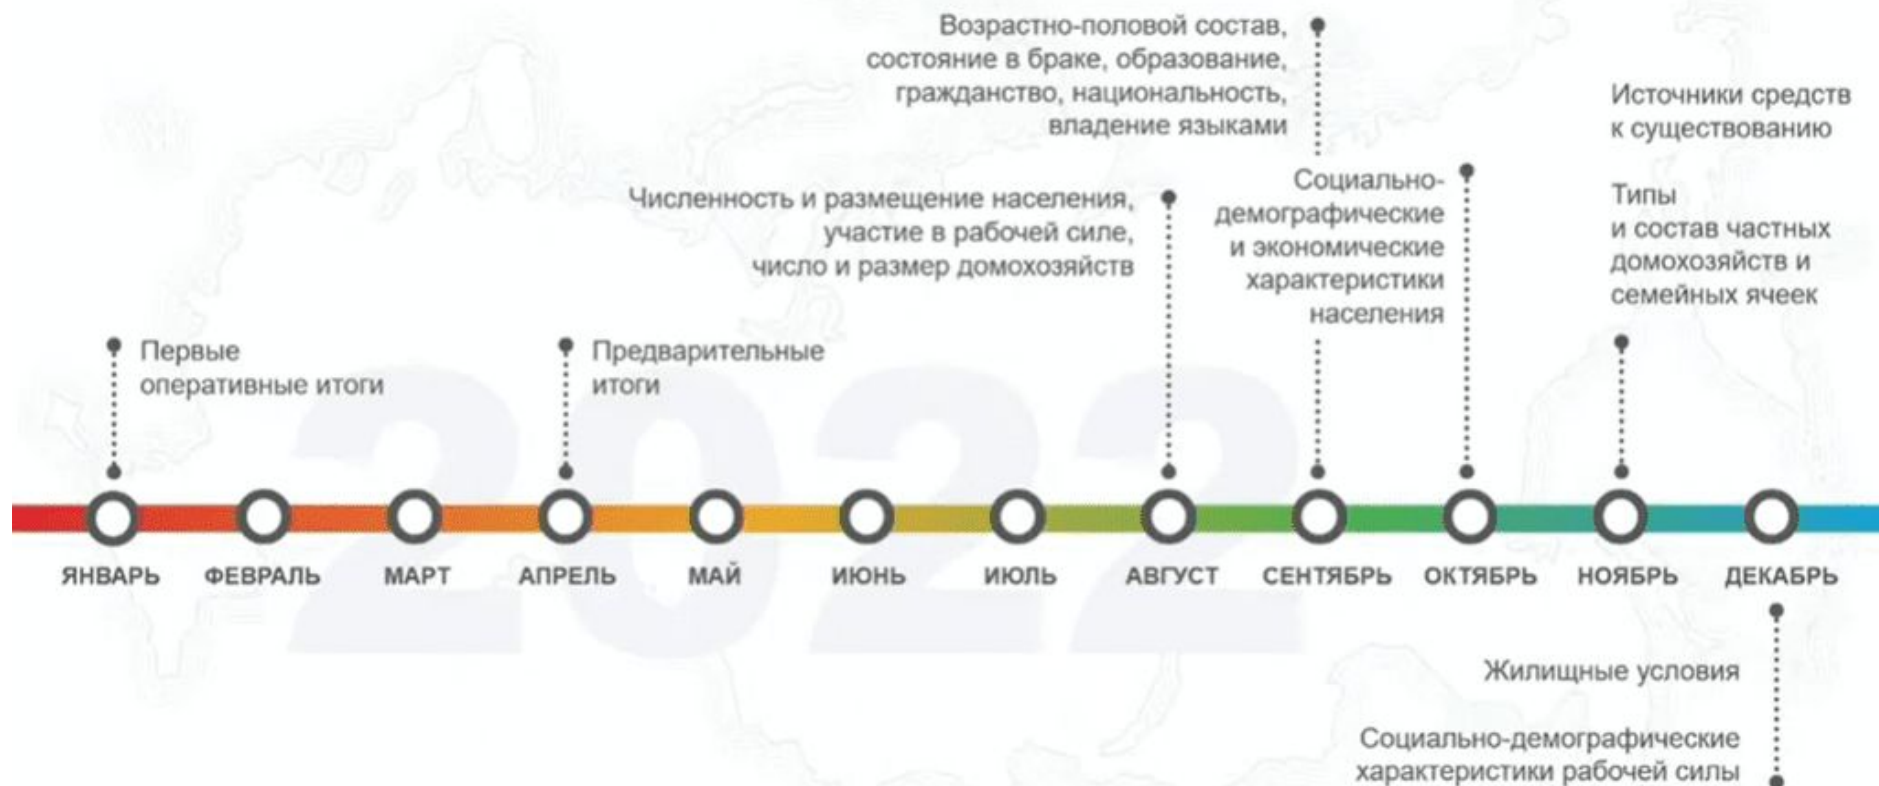 Возрастно-половой состав,
состояние в браке, образование,
гражданство, национальность,
владение языками
Источники средств
к существованию
Социально-
демографические
и экономические
характеристики
населения
Типы
и состав частных
домохозяйств и
семейных ячеек
Численность и размещение населения,
участие в рабочей силе,
число и размер домохозяйств
Первые
оперативные итоги
Предварительные
итоги
2022
ЯНВАРЬ ФЕВРАЛЬ МАРТ АПРЕЛЬ МАЙ ИЮНЬ ИЮЛЬ АВГУСТ СЕНТЯБРЬ ОКТЯБРЬ НОЯБРЬ ДЕКАБРЬ
Жилищные условия
Социально-демографические
характеристики рабочей силы